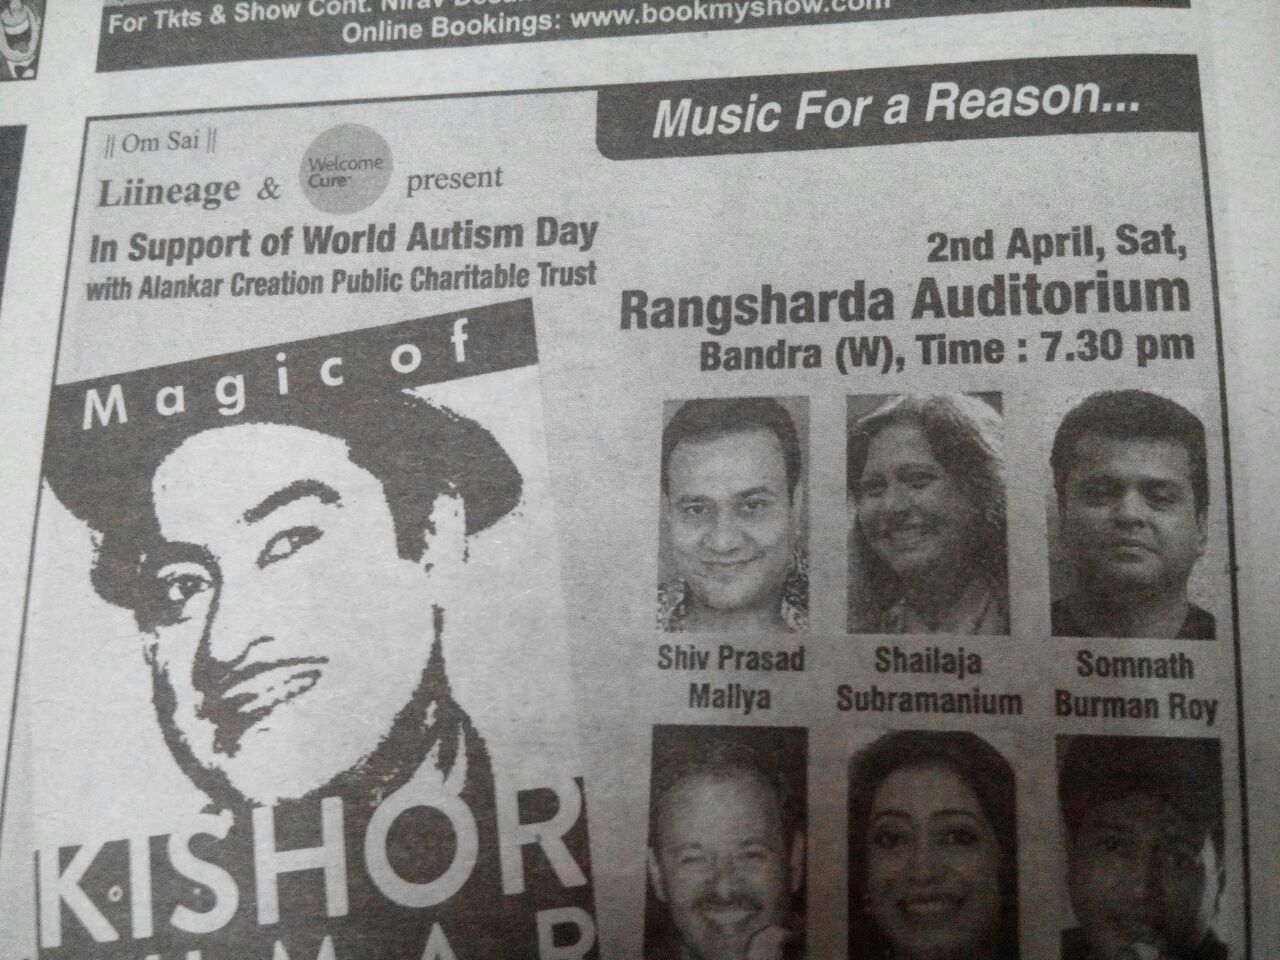 For Tkts & Show Cont. Nirav
Online Bookings: www.bookmyshow.com
Music For a Reason...
|| Om Sai ||
Liineage & Welcome Cure present
In Support of World Autism Day
with Alankar Creation Public Charitable Trust
2nd April, Sat,
Rangsharda Auditorium
Bandra (W), Time : 7.30 pm
Magic of
KISHOR
Shiv Prasad
Mallya
Shailaja
Subramanium
Somnath
Burman Roy